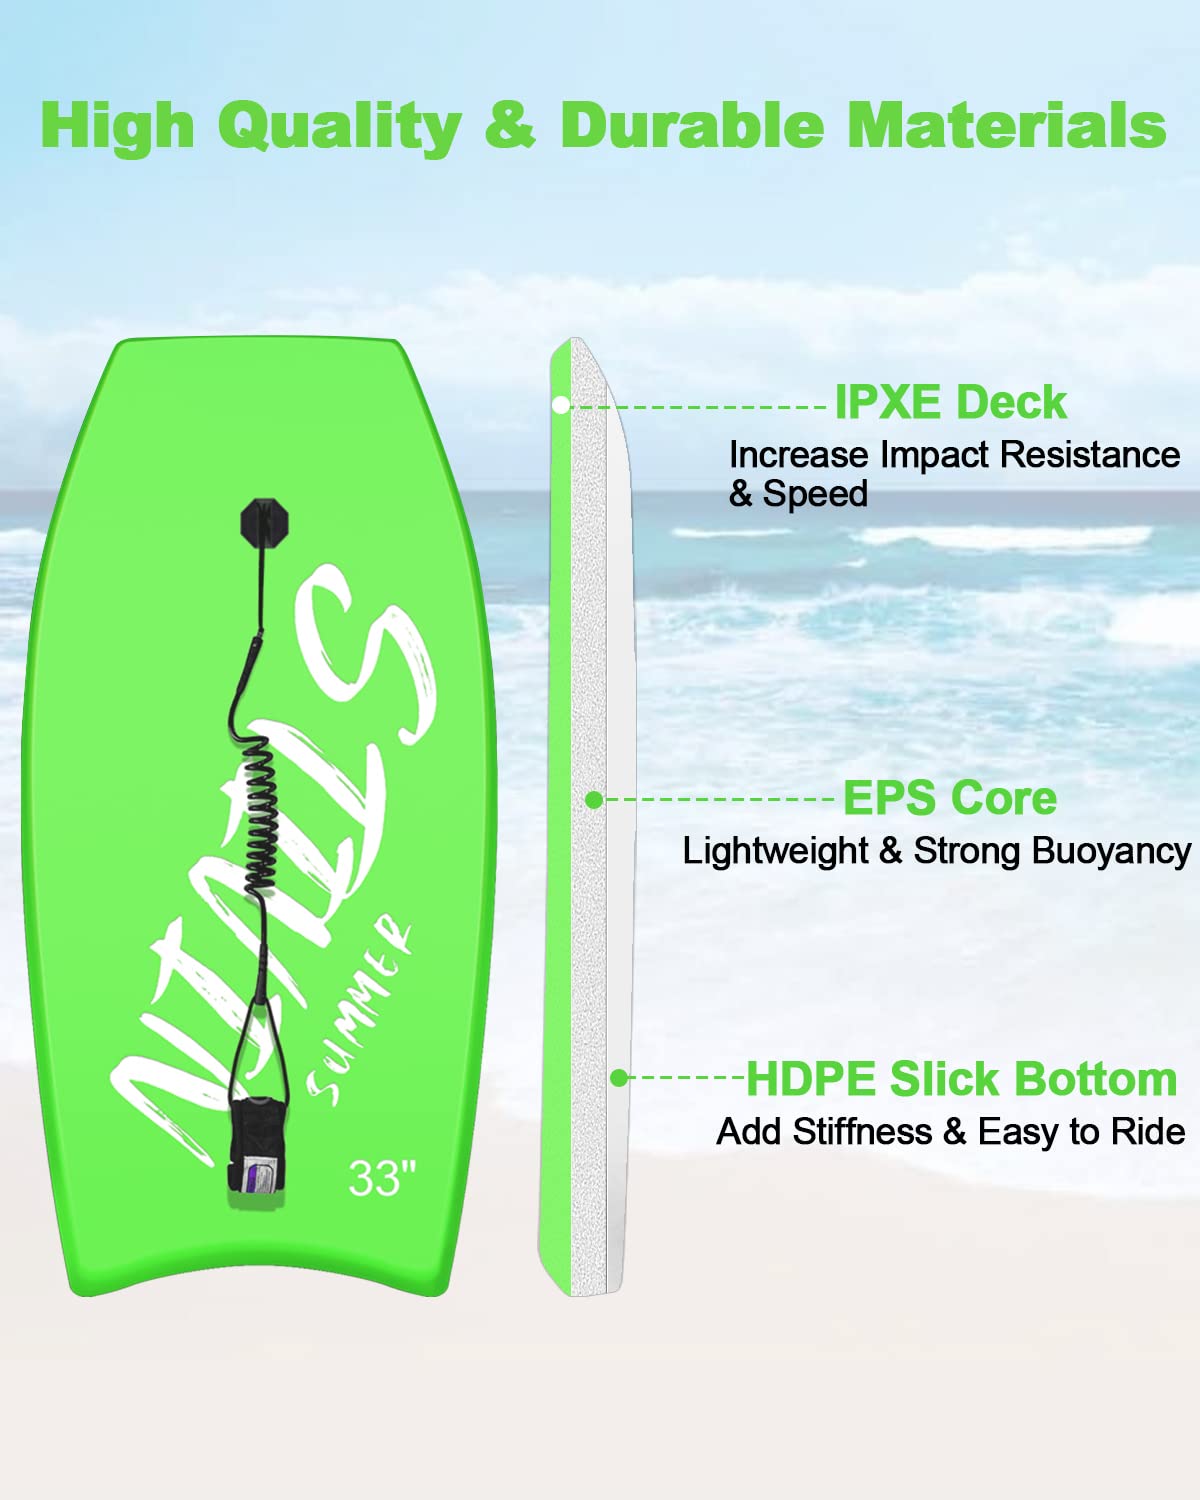 High Quality & Durable Materials
IPXE Deck
Increase Impact Resistance
& Speed
EPS Core
Lightweight & Strong Buoyancy
HDPE Slick Bottom
Add Stiffness & Easy to Ride
SUMMER
33"